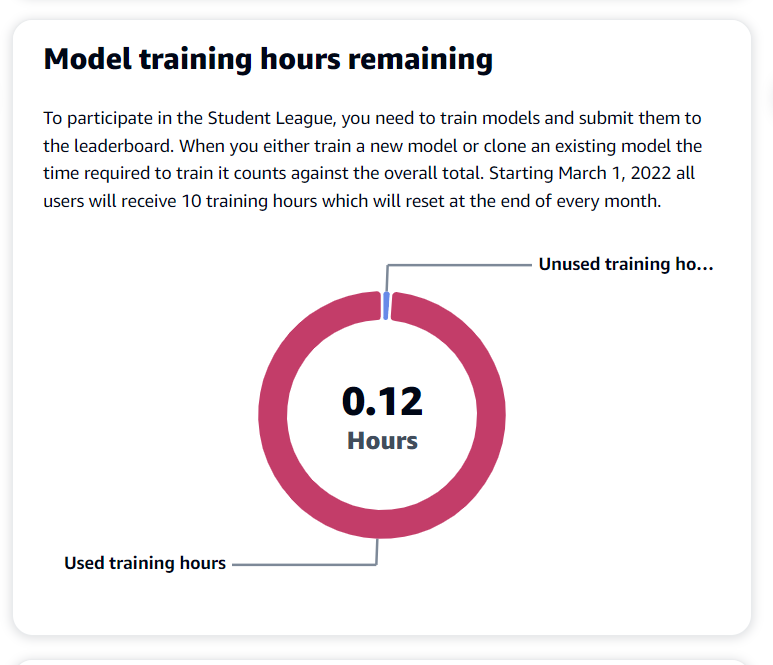 Model training hours remaining
To participate in the Student League, you need to train models and submit them to
the leaderboard. When you either train a new model or clone an existing model the
time required to train it counts against the overall total. Starting March 1, 2022 all
users will receive 10 training hours which will reset at the end of every month.
Unused training ho...
0.12
Hours
Used training hours